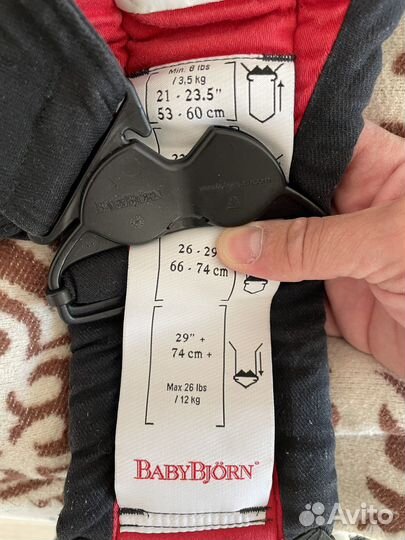 Min. 8 lbs
/ 3,5 kg
21 - 23.5"
53 - 60 cm
BABYBJÖRN
26 - 29
66 - 74 cm
29" +
74 cm +
Max 26 lbs
/ 12 kg
BABYBJÖRN
Avito